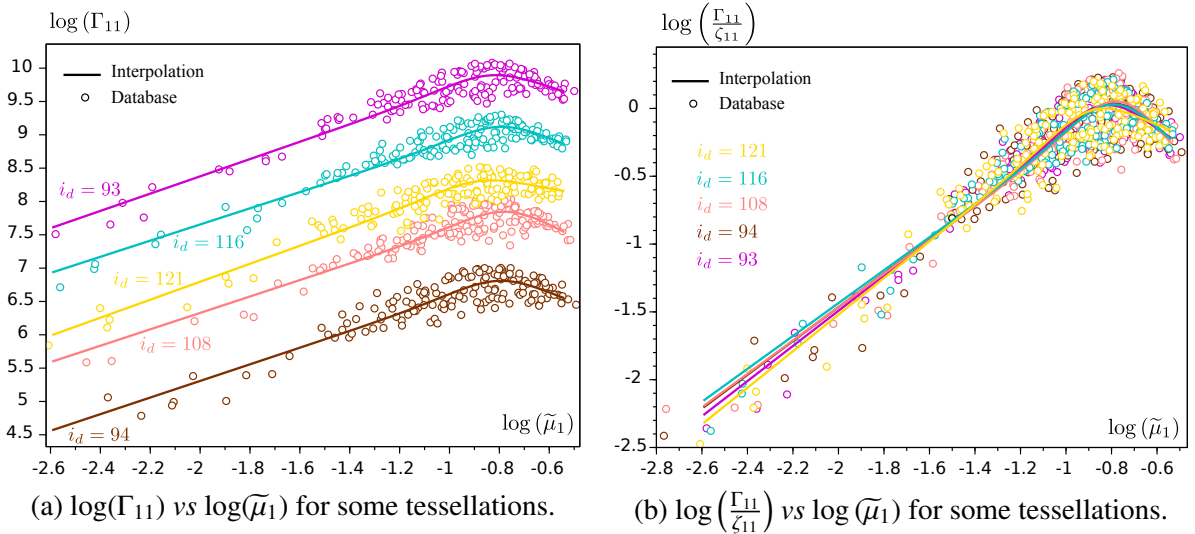 log (Γ₁₁)
10
9.5
9
8.5
8
7.5
7
6.5
6
5.5
5
4.5
Interpolation
Database
i_d = 93
i_d = 116
i_d = 121
i_d = 108
i_d = 94
log (μ̃₁)
-2.6 -2.4 -2.2 -2 -1.8 -1.6 -1.4 -1.2 -1 -0.8 -0.6
(a) log(Γ₁₁) vs log(μ̃₁) for some tessellations.
log (Γ₁₁/ζ₁₁)
0
-0.5
-1
-1.5
-2
-2.5
Interpolation
Database
i_d = 121
i_d = 116
i_d = 108
i_d = 94
i_d = 93
log (μ̃₁)
-2.8 -2.6 -2.4 -2.2 -2 -1.8 -1.6 -1.4 -1.2 -1 -0.8 -0.6
(b) log (Γ₁₁/ζ₁₁) vs log (μ̃₁) for some tessellations.